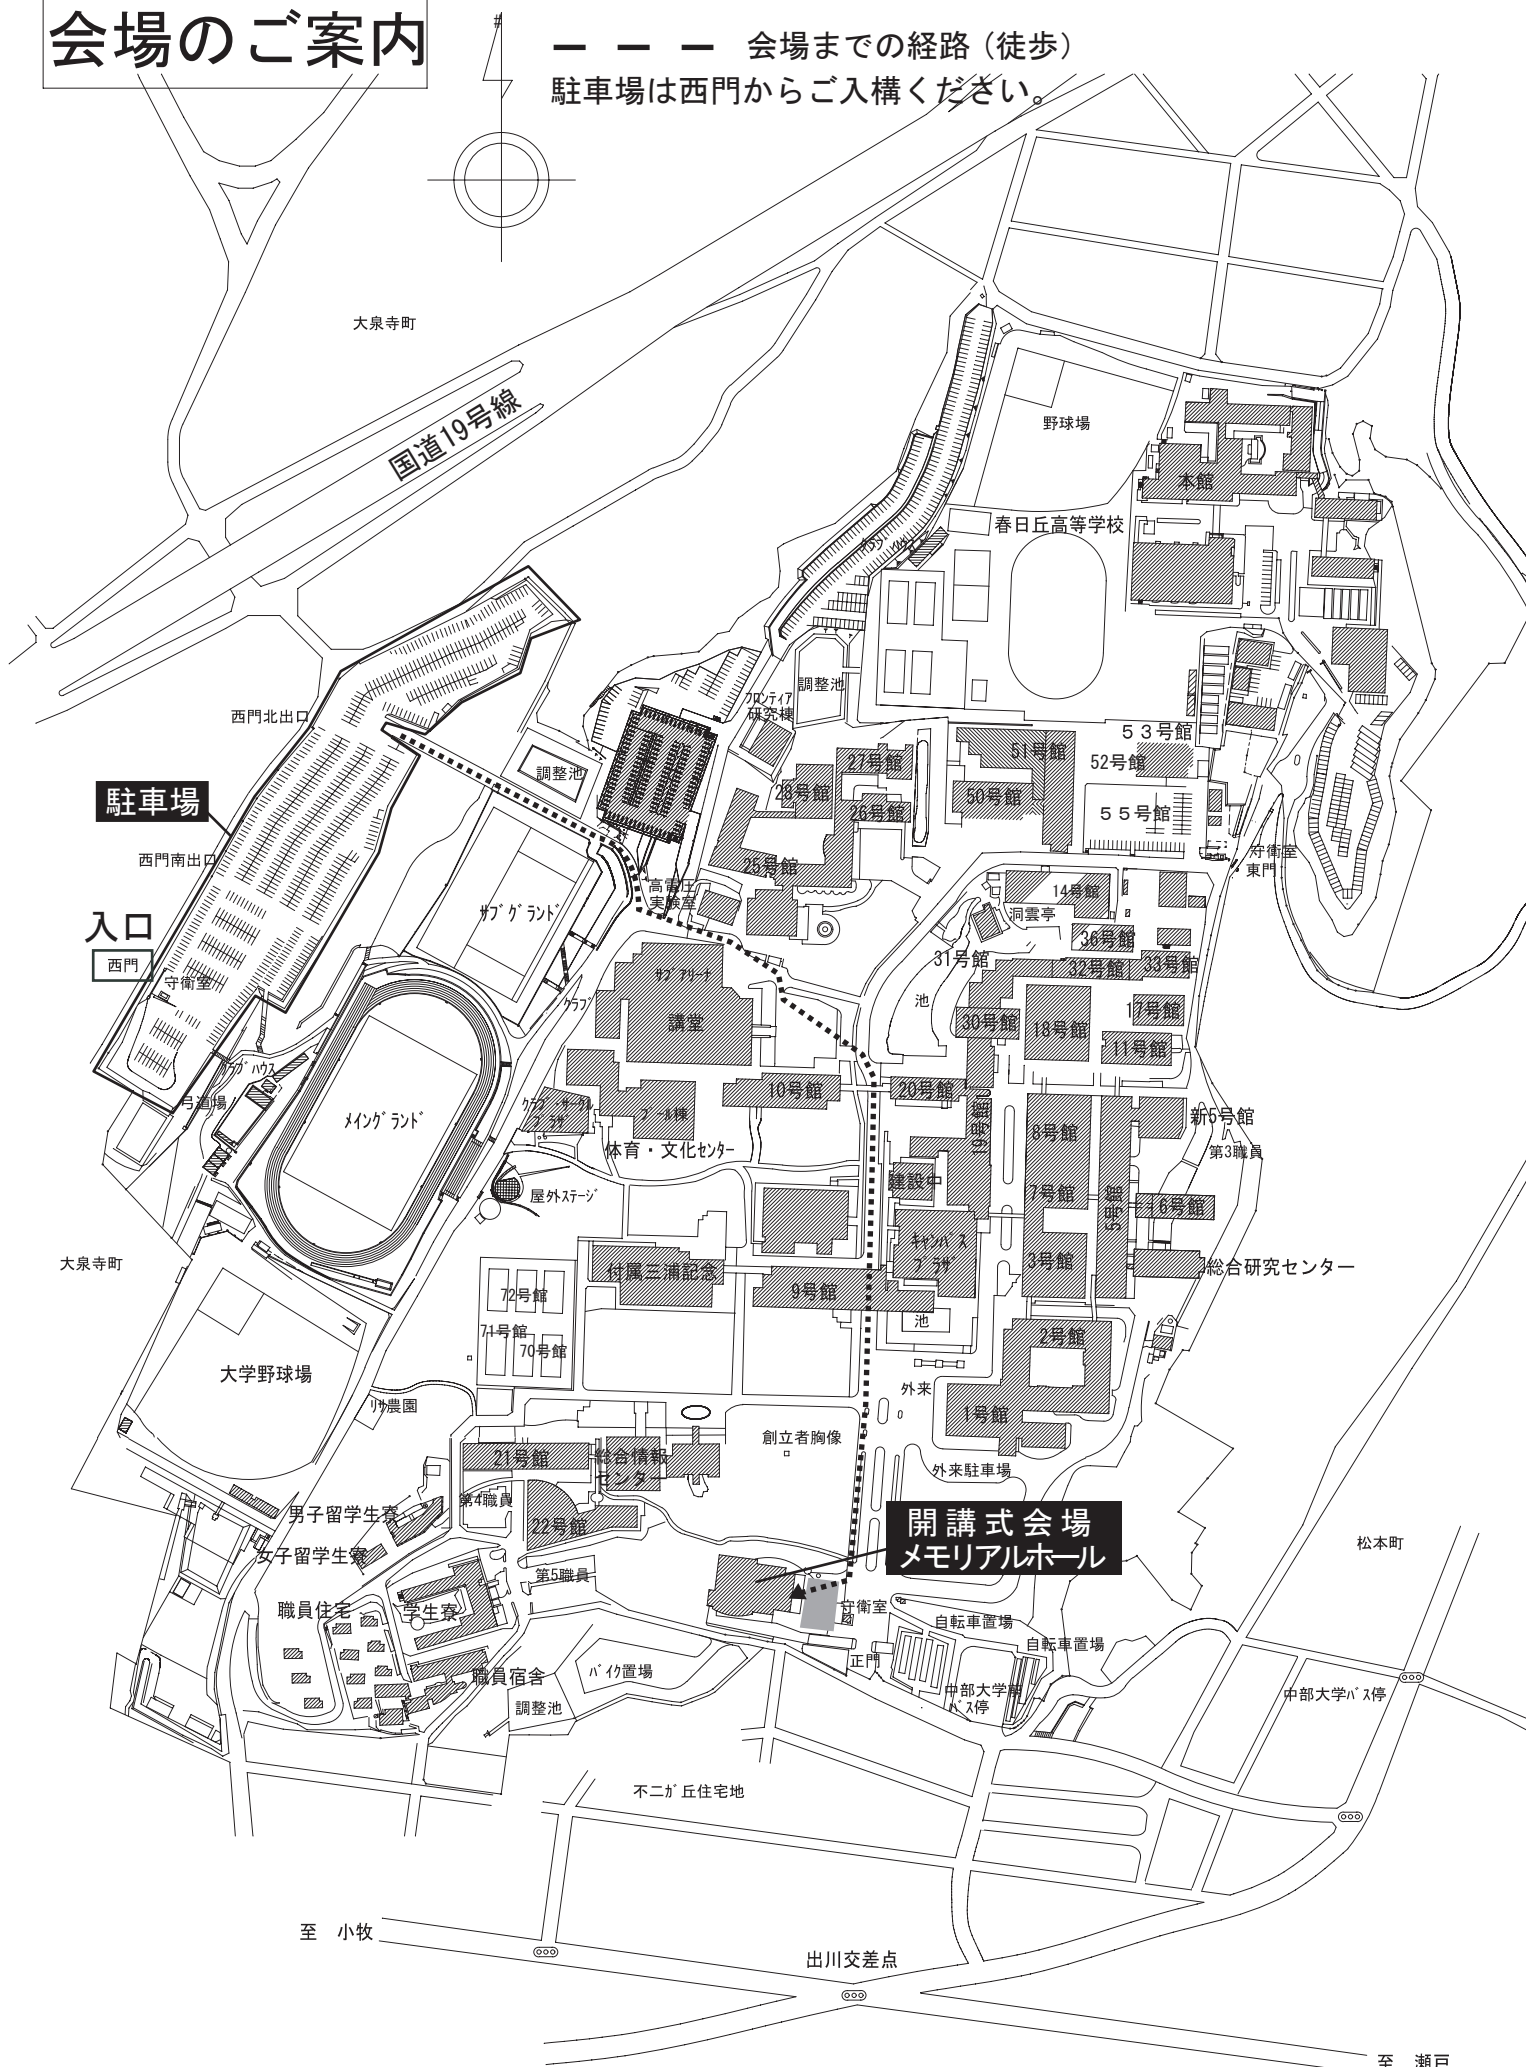 会場のご案内
━ ━ ━ 会場までの経路（徒歩）
駐車場は西門からご入構ください。
大泉寺町
国道19号線
野球場
本館
春日丘高等学校
クラブハウス
調整池
フロンティア
研究棟
西門北出口
53号館
51号館
52号館
27号館
調整池
28号館
50号館
26号館
55号館
駐車場
西門南出口
25号館
守衛室
東門
高電圧
実験室
14号館
サブグランド
洞雲亭
入口
西門
36号館
31号館
32号館
33号館
守衛室
サブアリーナ
クラブ
池
17号館
講堂
30号館
18号館
11号館
クラブハウス
弓道場
10号館
20号館
クラブ・サークル
プラザ
プール棟
メイングランド
19号館
8号館
新5号館
体育・文化センター
第3職員
建設中
屋外ステージ
7号館
5号館
6号館
キャンパス
プラザ
大泉寺町
付属三浦記念
3号館
総合研究センター
72号館
9号館
池
71号館
70号館
2号館
大学野球場
外来
リサ農園
1号館
創立者胸像
21号館
総合情報
センター
外来駐車場
第4職員
男子留学生寮
22号館
開講式会場
メモリアルホール
松本町
女子留学生寮
第5職員
職員住宅
学生寮
守衛室
自転車置場
自転車置場
正門
職員宿舎
バイク置場
調整池
中部大学前
バス停
中部大学バス停
不二が丘住宅地
至 小牧
出川交差点
至 瀬戸